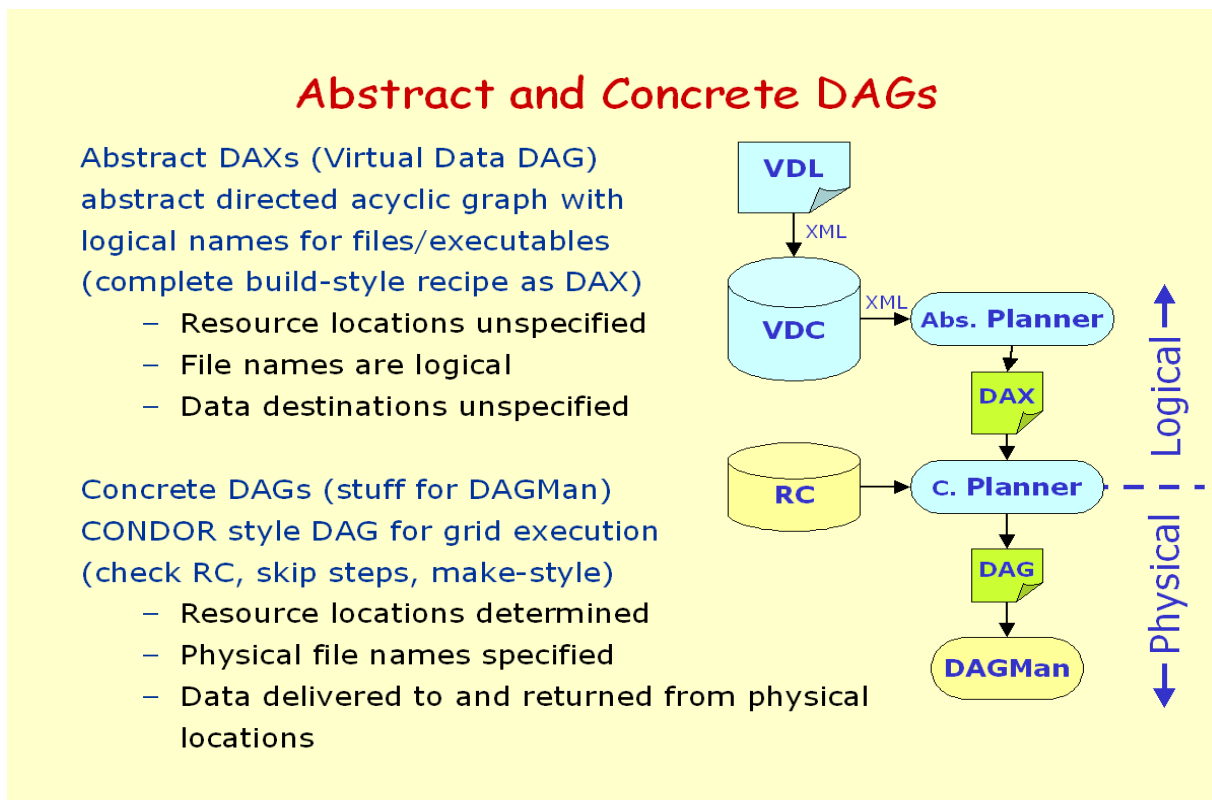 Abstract and Concrete DAGs
Abstract DAXs (Virtual Data DAG)
abstract directed acyclic graph with
logical names for files/executables
(complete build-style recipe as DAX)
– Resource locations unspecified
– File names are logical
– Data destinations unspecified
Concrete DAGs (stuff for DAGMan)
CONDOR style DAG for grid execution
(check RC, skip steps, make-style)
– Resource locations determined
– Physical file names specified
– Data delivered to and returned from physical
locations
VDL
XML
VDC
XML
Abs. Planner
DAX
RC
C. Planner
DAG
DAGMan
Logical
Physical